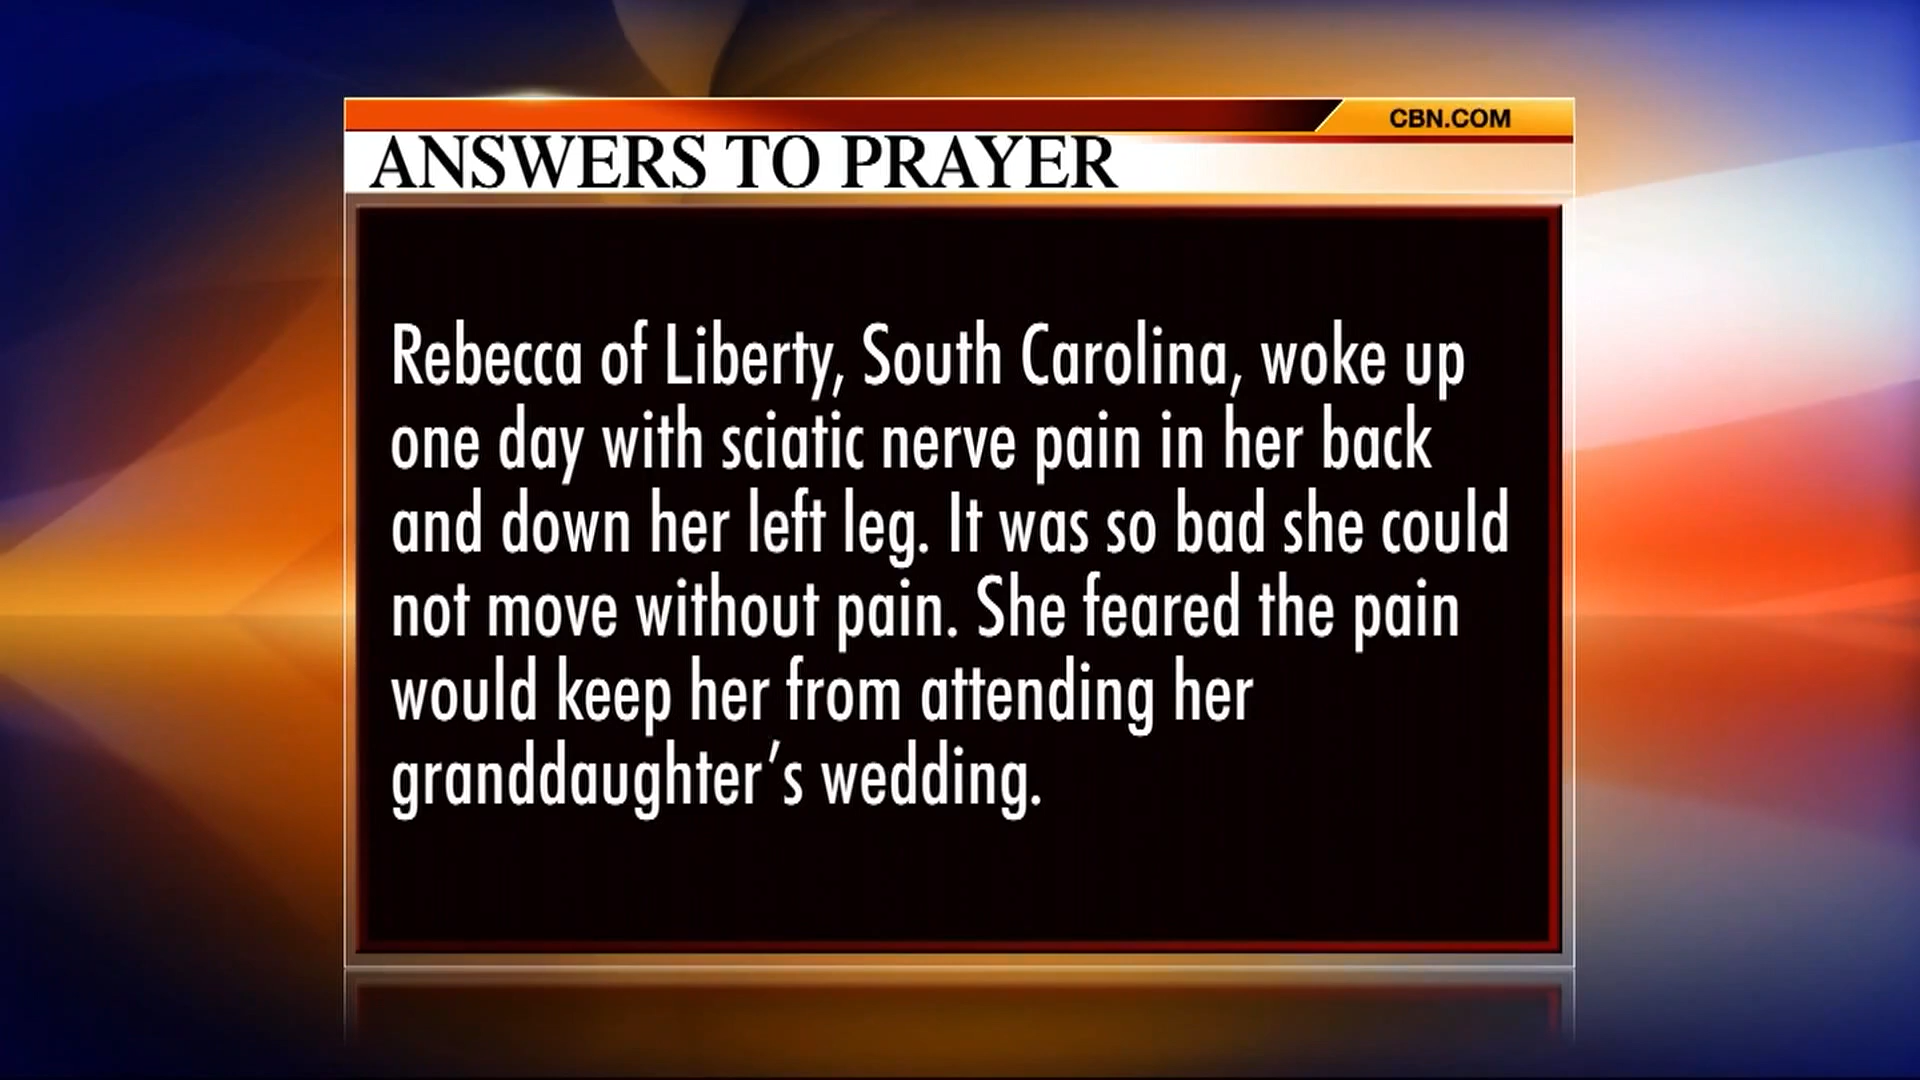 CBN.COM
ANSWERS TO PRAYER
Rebecca of Liberty, South Carolina, woke up
one day with sciatic nerve pain in her back
and down her left leg. It was so bad she could
not move without pain. She feared the pain
would keep her from attending her
granddaughter’s wedding.